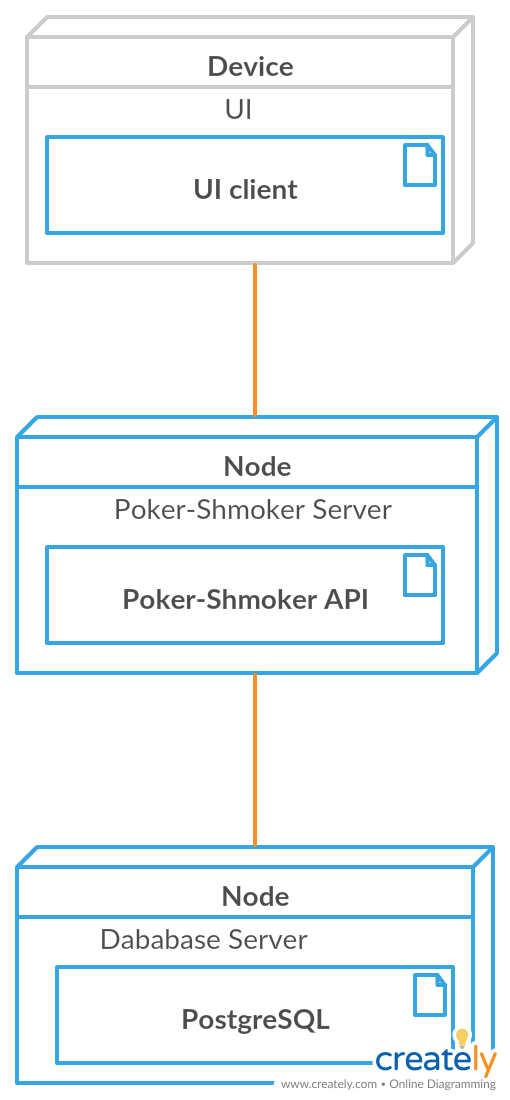 Device
UI
UI client
Node
Poker-Shmoker Server
Poker-Shmoker API
Node
Dababase Server
PostgreSQL
creately
www.creately.com • Online Diagramming